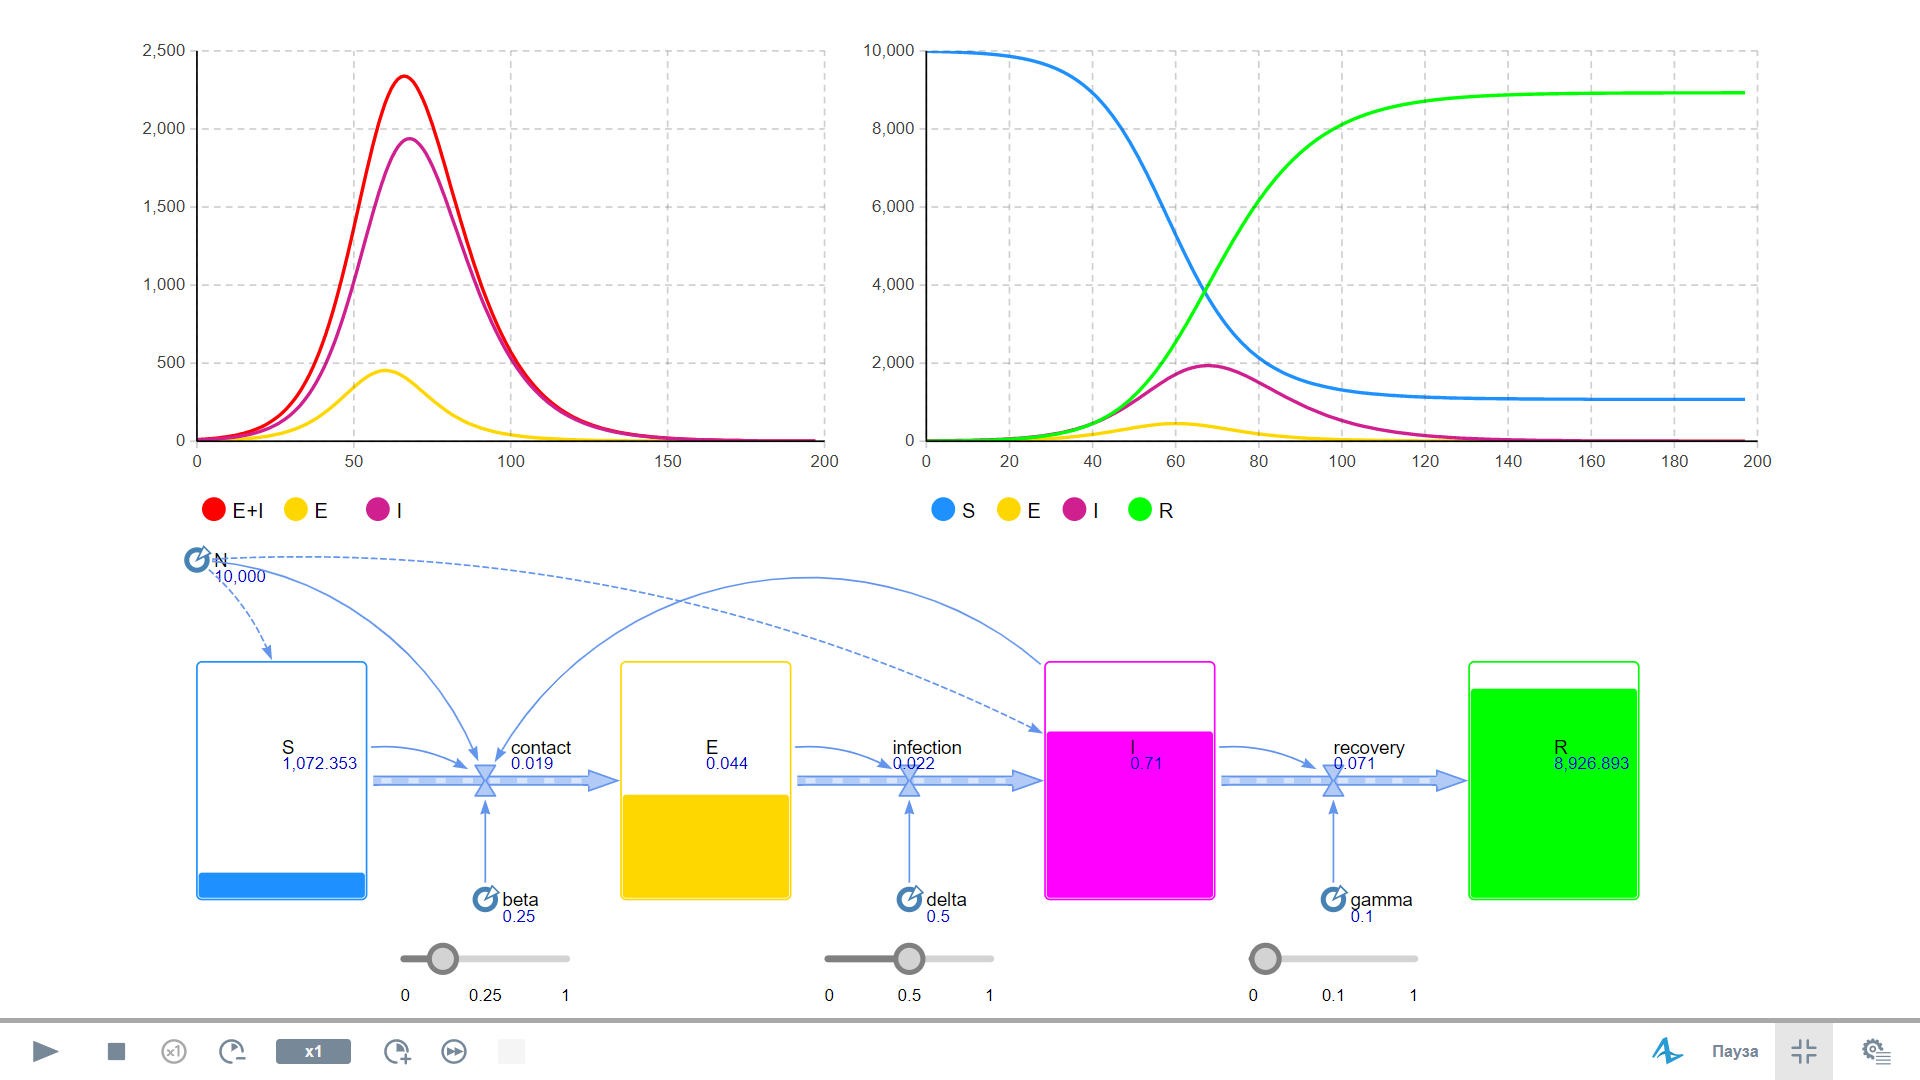 2,500
2,000
1,500
1,000
500
0
0 50 100 150 200
E+I E I
10,000
8,000
6,000
4,000
2,000
0
0 20 40 60 80 100 120 140 160 180 200
S E I R
N
10,000
S
1,072.353
contact
0.019
E
0.044
infection
0.022
I
0.71
recovery
0.071
R
8,926.893
beta
0.25
delta
0.5
gamma
0.1
0 0.25 1
0 0.5 1
0 0.1 1
x1
x1
Пауза